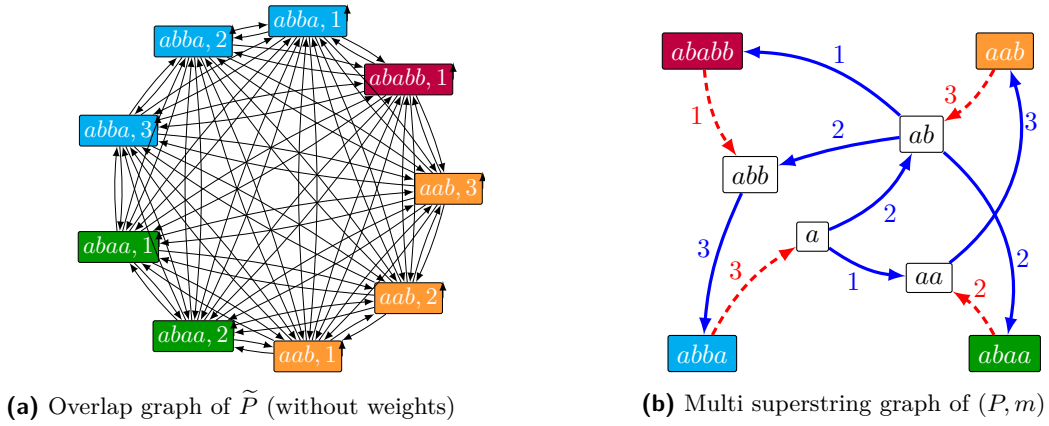 abba, 1
abba, 2
ababb, 1
abba, 3
aab, 3
abaa, 1
aab, 2
abaa, 2
aab, 1
(a) Overlap graph of P̃ (without weights)
ababb
aab
1
3
1
3
2
ab
abb
2
a
3
3
2
1
aa
2
abba
abaa
(b) Multi superstring graph of (P, m)